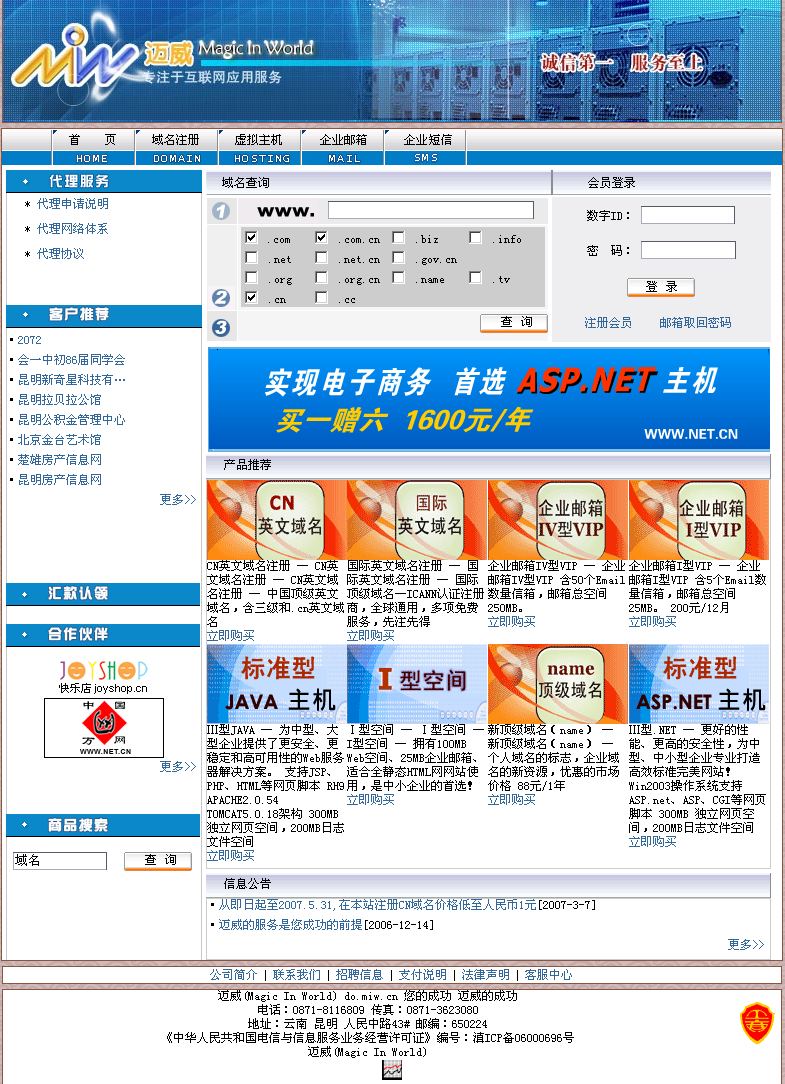 miw 迈威 Magic In World
专注于互联网应用服务
诚信第一 服务至上
首 页 域名注册 虚拟主机 企业邮箱 企业短信
HOME DOMAIN HOSTING MAIL SMS
代理服务
* 代理申请说明
* 代理网络体系
* 代理协议
客户推荐
2072
会一中初86届同学会
昆明新奇星科技有…
昆明拉贝拉公馆
昆明公积金管理中心
北京金台艺术馆
楚雄房产信息网
昆明房产信息网
更多>>
汇款认领
合作伙伴
JOYSHOP
快乐店 joyshop.cn
中 国
万 网
WWW.NET.CN
更多>>
商品搜索
域名 查 询
域名查询
1 www.
.com .com.cn .biz .info
.net .net.cn .gov.cn
.org .org.cn .name .tv
2 .cn .cc
3 查 询
会员登录
数字ID：
密 码：
登 录
注册会员 邮箱取回密码
实现电子商务 首选 ASP.NET 主机
买一赠六 1600元/年
WWW.NET.CN
产品推荐
CN
英文域名
CN英文域名注册 — CN英
文域名注册 — CN英文域
名注册 — 中国顶级英文
域名，含三级和.cn英文域
名
立即购买
国际
英文域名
国际英文域名注册 — 国
际英文域名注册 — 国际
顶级域名—ICANN认证注册
商，全球通用，多项免费
服务，先注先得
立即购买
企业邮箱
IV型VIP
企业邮箱IV型VIP — 企业
邮箱IV型VIP 含50个Email
数量信箱，邮箱总空间
250MB。
立即购买
企业邮箱
I型VIP
企业邮箱I型VIP — 企业
邮箱I型VIP 含5个Email数
量信箱，邮箱总空间
25MB。 200元/12月
立即购买
标准型
JAVA 主机
III型JAVA — 为中型、大
型企业提供了更安全、更
稳定和高可用性的Web服务
器解决方案。 支持JSP、
PHP、HTML等网页脚本 RH9
APACHE2.0.54
TOMCAT5.0.18架构 300MB
独立网页空间，200MB日志
文件空间
立即购买
I 型空间
Ⅰ型空间 — Ⅰ型空间 —
I型空间 — 拥有100MB
Web空间、25MB企业邮箱、
适合全静态HTML网网站使
用，是中小企业的首选！
立即购买
name
顶级域名
新顶级域名（name） —
新顶级域名（name） —
个人域名的标志，企业域
名的新资源，优惠的市场
价格 88元/1年
立即购买
标准型
ASP.NET 主机
III型.NET — 更好的性
能、更高的安全性，为中
型、中小型企业专业打造
高效标准完美网站！
Win2003操作系统支持
ASP.net、ASP、CGI等网页
脚本 300MB 独立网页空
间，200MB日志文件空间
立即购买
信息公告
从即日起至2007.5.31,在本站注册CN域名价格低至人民币1元[2007-3-7]
迈威的服务是您成功的前提[2006-12-14]
更多>>
公司简介 | 联系我们 | 招聘信息 | 支付说明 | 法律声明 | 客服中心
迈威(Magic In World) do.miw.cn 您的成功 迈威的成功
电话：0871-8116809 传真：0871-3623080
地址：云南 昆明 人民中路43# 邮编：650224
《中华人民共和国电信与信息服务业务经营许可证》编号：滇ICP备06000696号
迈威(Magic In World)